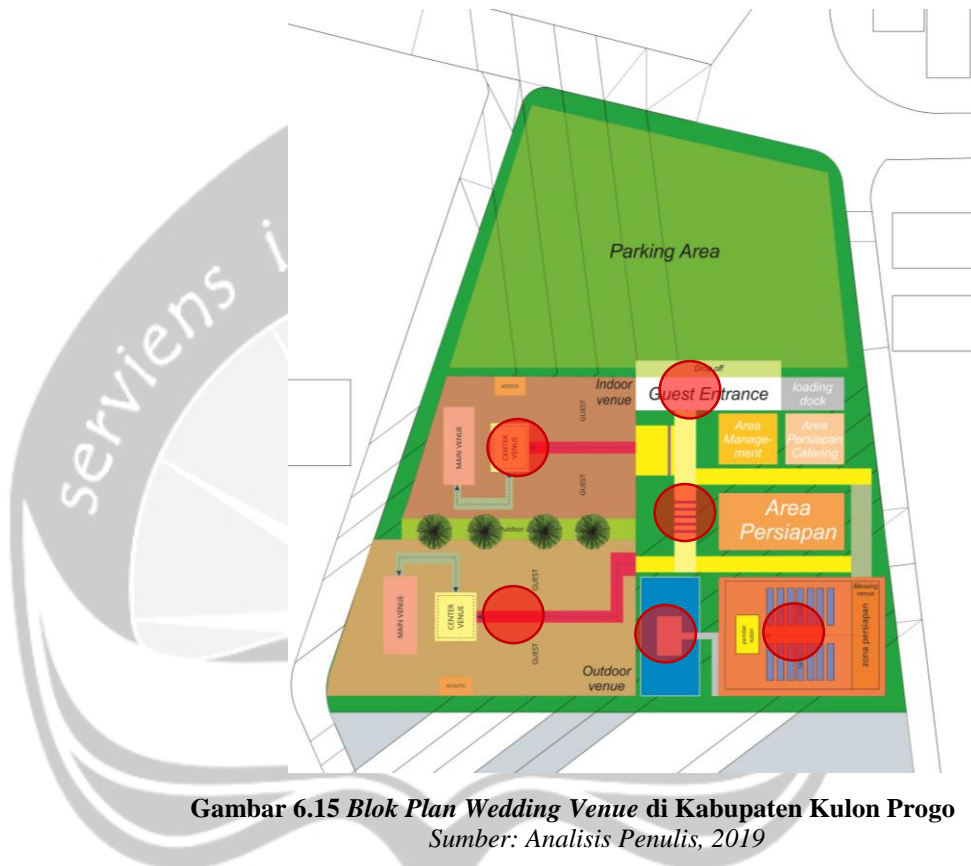 serviens i
Parking Area
Drop off
Guest Entrance
Indoor
venue
loading
dock
ACOUSTIC
GUEST
MAIN VENUE
CENTER
VENUE
GUEST
Area
Manage-
ment
Area
Persiapan
Catering
Area
Persiapan
Outdoor
GUEST
MAIN VENUE
CENTER
VENUE
GUEST
ACOUSTIC
Outdoor
venue
Blessing
venue
zona persiapan
Gambar 6.15 Blok Plan Wedding Venue di Kabupaten Kulon Progo
Sumber: Analisis Penulis, 2019